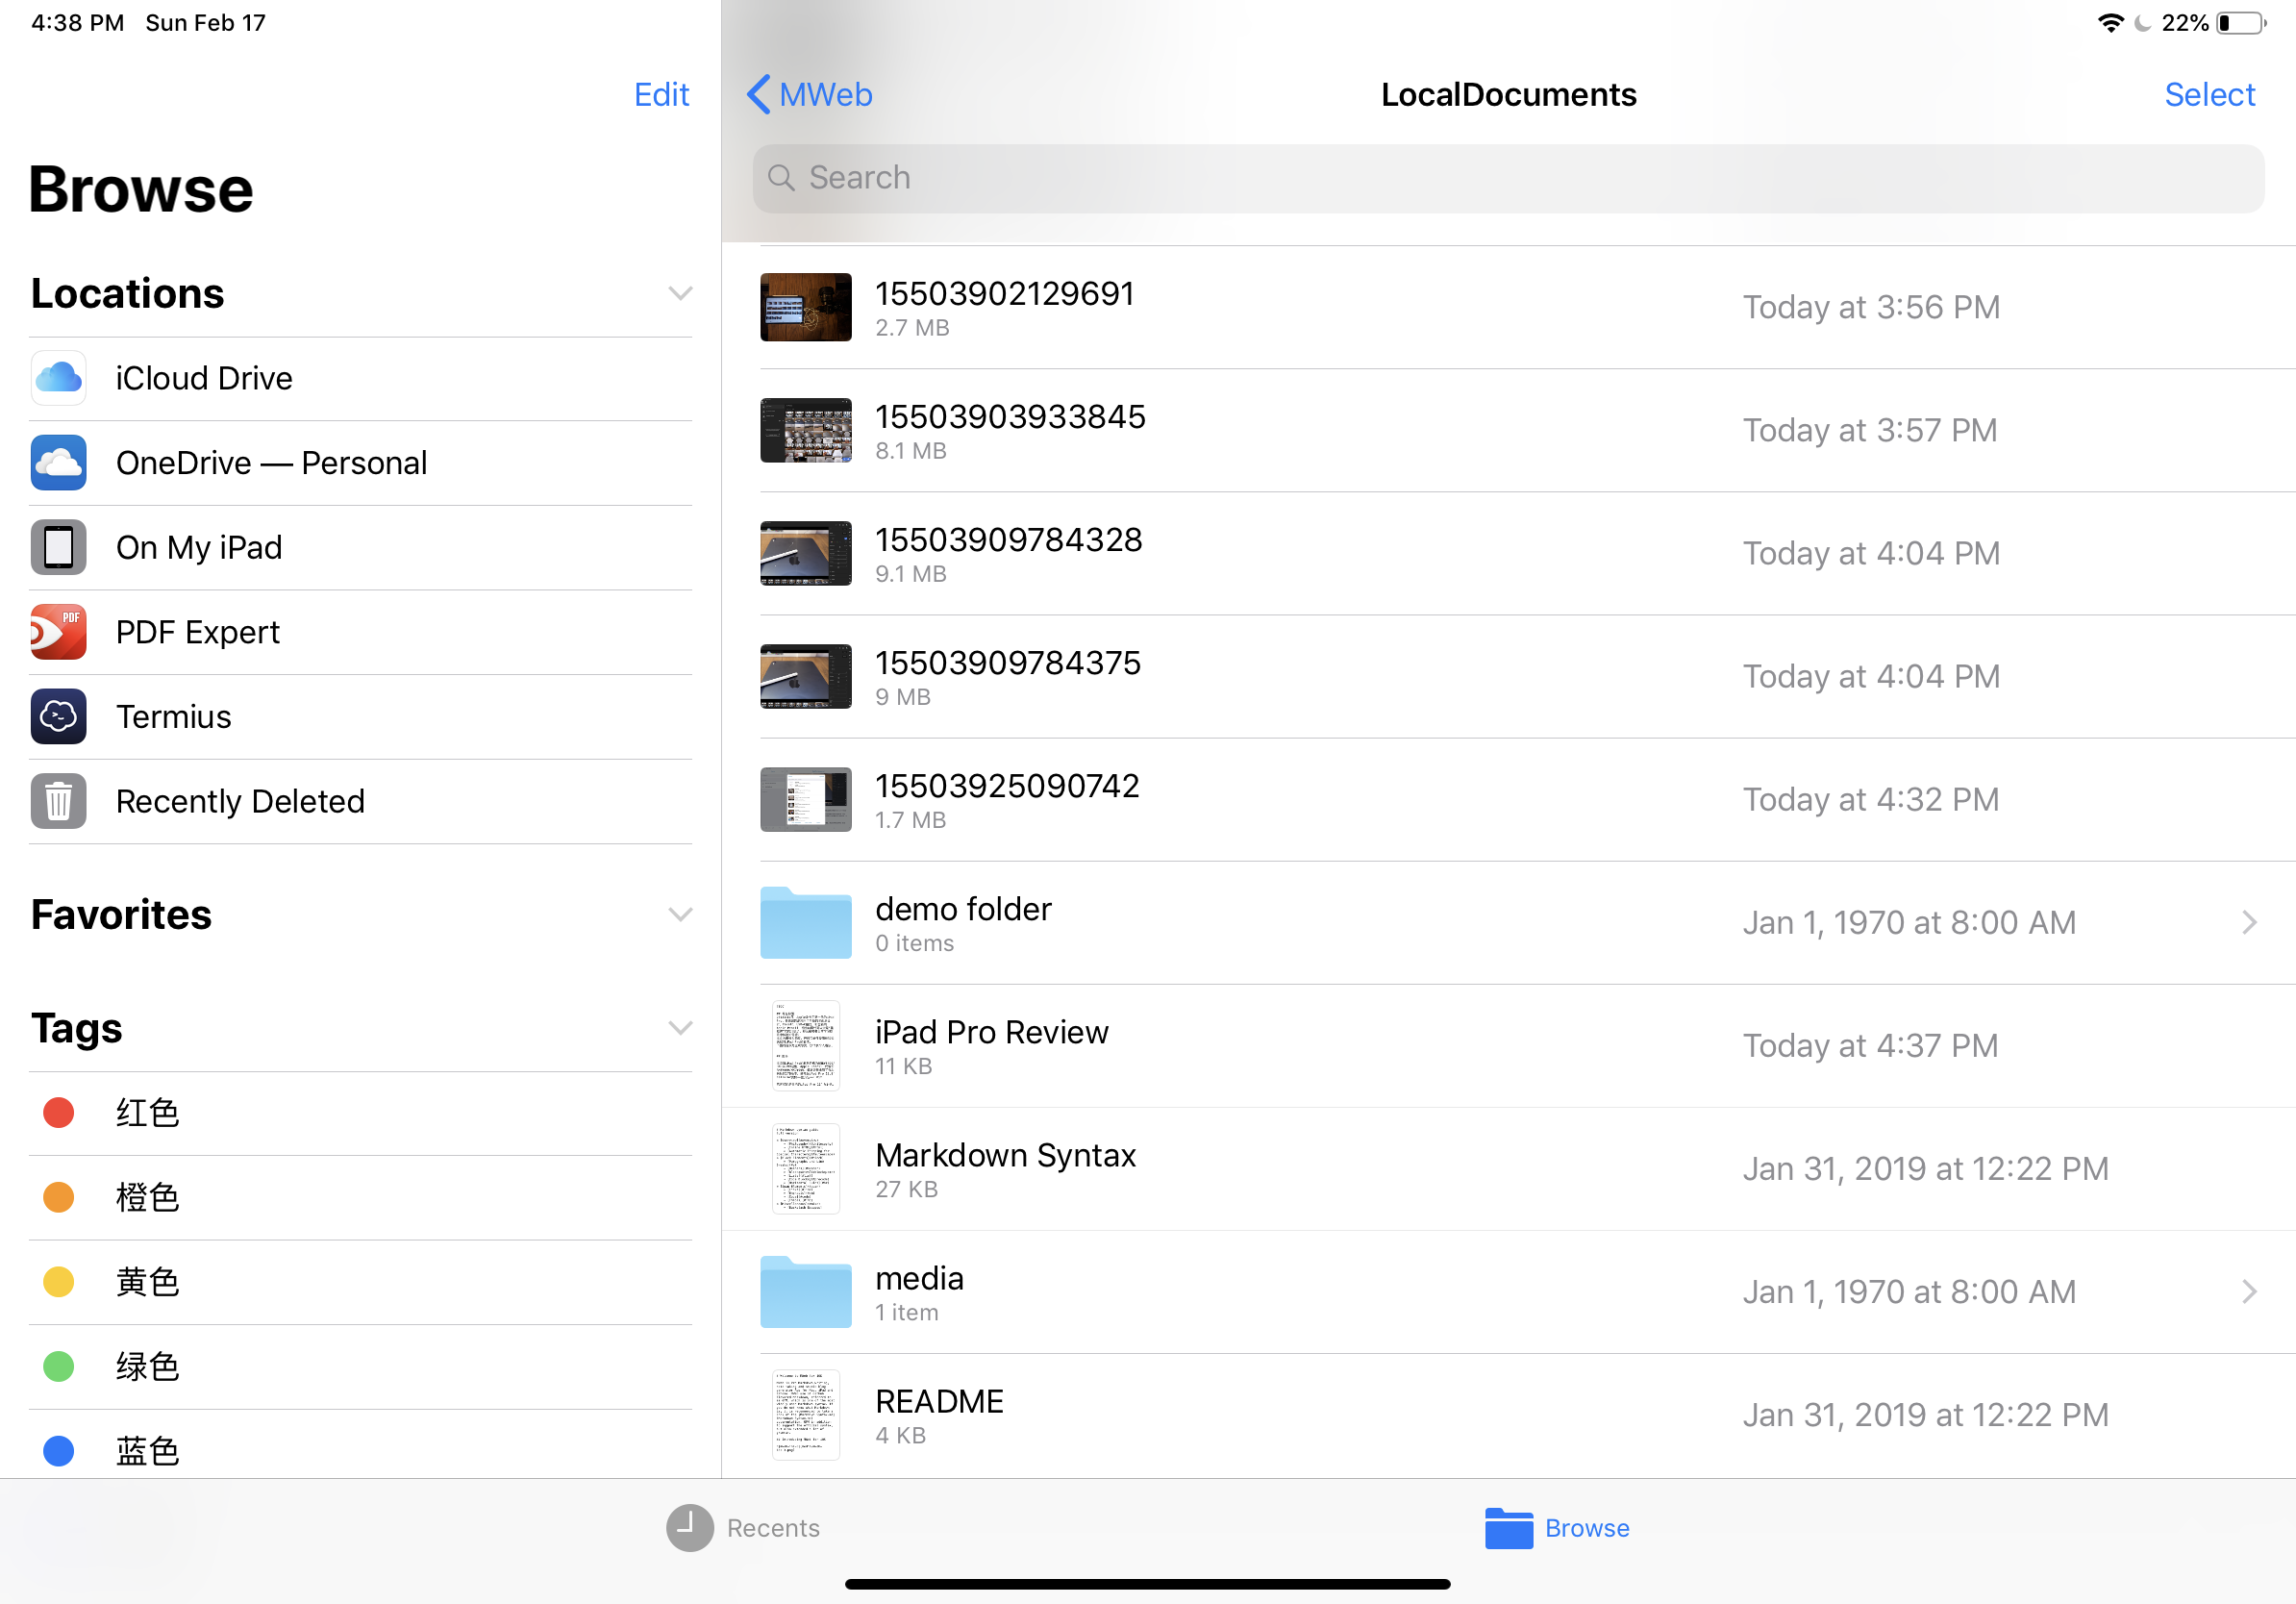 4:38 PM Sun Feb 17
22%
Edit
Browse
Locations
iCloud Drive
OneDrive — Personal
On My iPad
PDF
PDF Expert
Termius
Recently Deleted
Favorites
Tags
红色
橙色
黄色
绿色
蓝色
MWeb
LocalDocuments
Select
Search
15503902129691
2.7 MB
Today at 3:56 PM
15503903933845
8.1 MB
Today at 3:57 PM
15503909784328
9.1 MB
Today at 4:04 PM
15503909784375
9 MB
Today at 4:04 PM
15503925090742
1.7 MB
Today at 4:32 PM
demo folder
0 items
Jan 1, 1970 at 8:00 AM
iPad Pro Review
11 KB
Today at 4:37 PM
Markdown Syntax
27 KB
Jan 31, 2019 at 12:22 PM
media
1 item
Jan 1, 1970 at 8:00 AM
README
4 KB
Jan 31, 2019 at 12:22 PM
Recents
Browse